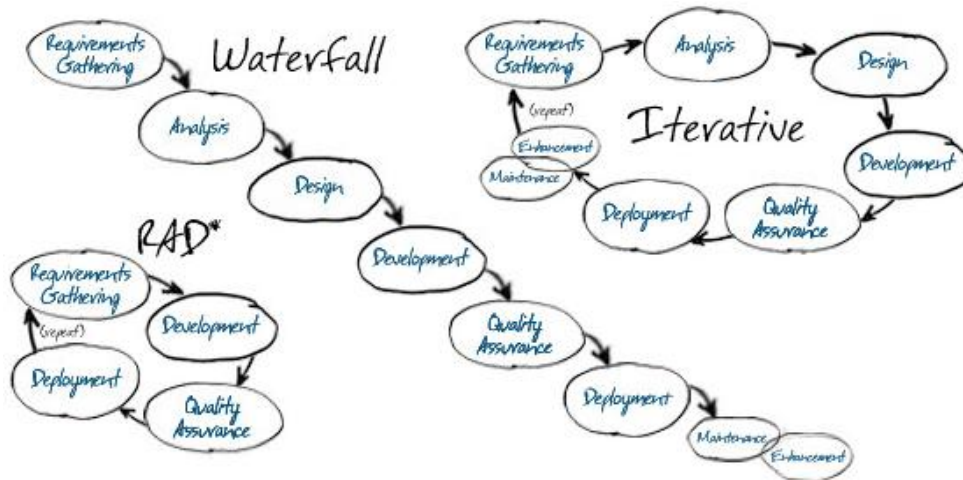 Waterfall
Requirements
Gathering
Analysis
Design
Development
Quality
Assurance
Deployment
Maintenance
Enhancement
Iterative
Requirements
Gathering
Analysis
Design
Development
Quality
Assurance
Deployment
Maintenance
Enhancement
(repeat)
RAD*
Requirements
Gathering
Development
Quality
Assurance
Deployment
(repeat)